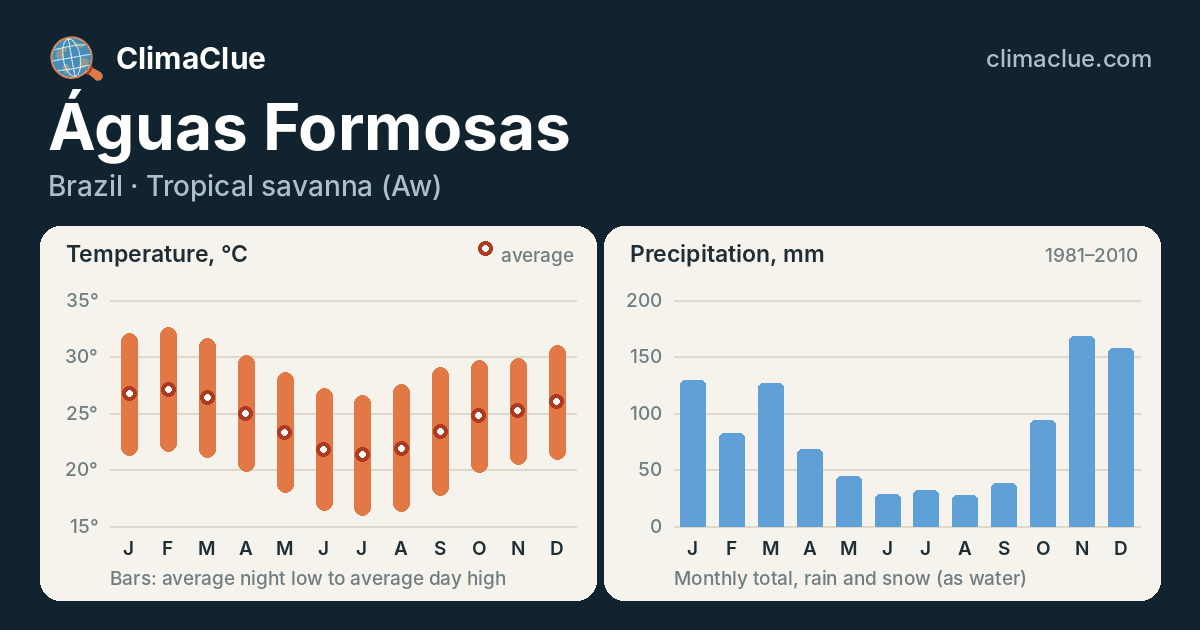 ClimaClue
climaclue.com
Águas Formosas
Brazil · Tropical savanna (Aw)
Temperature, °C
average
35°
30°
25°
20°
15°
J F M A M J J A S O N D
Bars: average night low to average day high
Precipitation, mm
1981–2010
200
150
100
50
0
J F M A M J J A S O N D
Monthly total, rain and snow (as water)